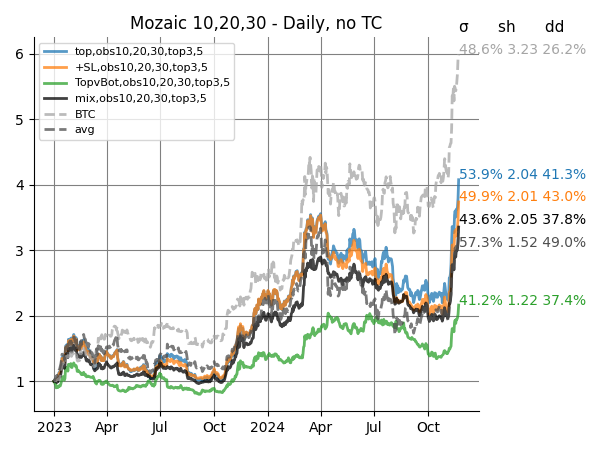 Mozaic 10,20,30 - Daily, no TC
σ sh dd
top,obs10,20,30,top3,5
+SL,obs10,20,30,top3,5
TopvBot,obs10,20,30,top3,5
mix,obs10,20,30,top3,5
BTC
avg
48.6% 3.23 26.2%
53.9% 2.04 41.3%
49.9% 2.01 43.0%
43.6% 2.05 37.8%
57.3% 1.52 49.0%
41.2% 1.22 37.4%
6
5
4
3
2
1
2023 Apr Jul Oct 2024 Apr Jul Oct